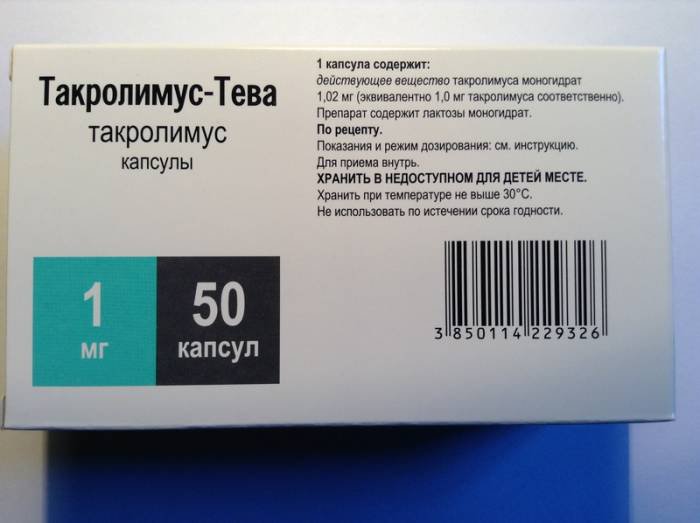 Такролимус-Тева
такролимус
капсулы
1 капсула содержит:
действующее вещество такролимуса моногидрат
1,02 мг (эквивалентно 1,0 мг такролимуса соответственно).
Препарат содержит лактозы моногидрат.
По рецепту.
Показания и режим дозирования: см. инструкцию.
Для приема внутрь.
ХРАНИТЬ В НЕДОСТУПНОМ ДЛЯ ДЕТЕЙ МЕСТЕ.
Хранить при температуре не выше 30°C.
Не использовать по истечении срока годности.
1
мг
50
капсул
3 850114 229326